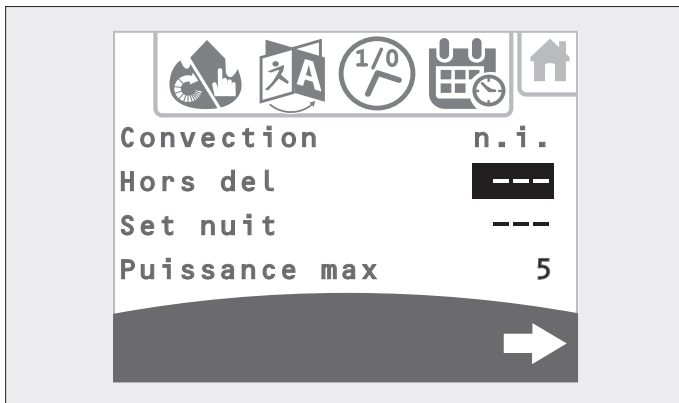 A 1/0
Convection n.i.
Hors del ---
Set nuit ---
Puissance max 5